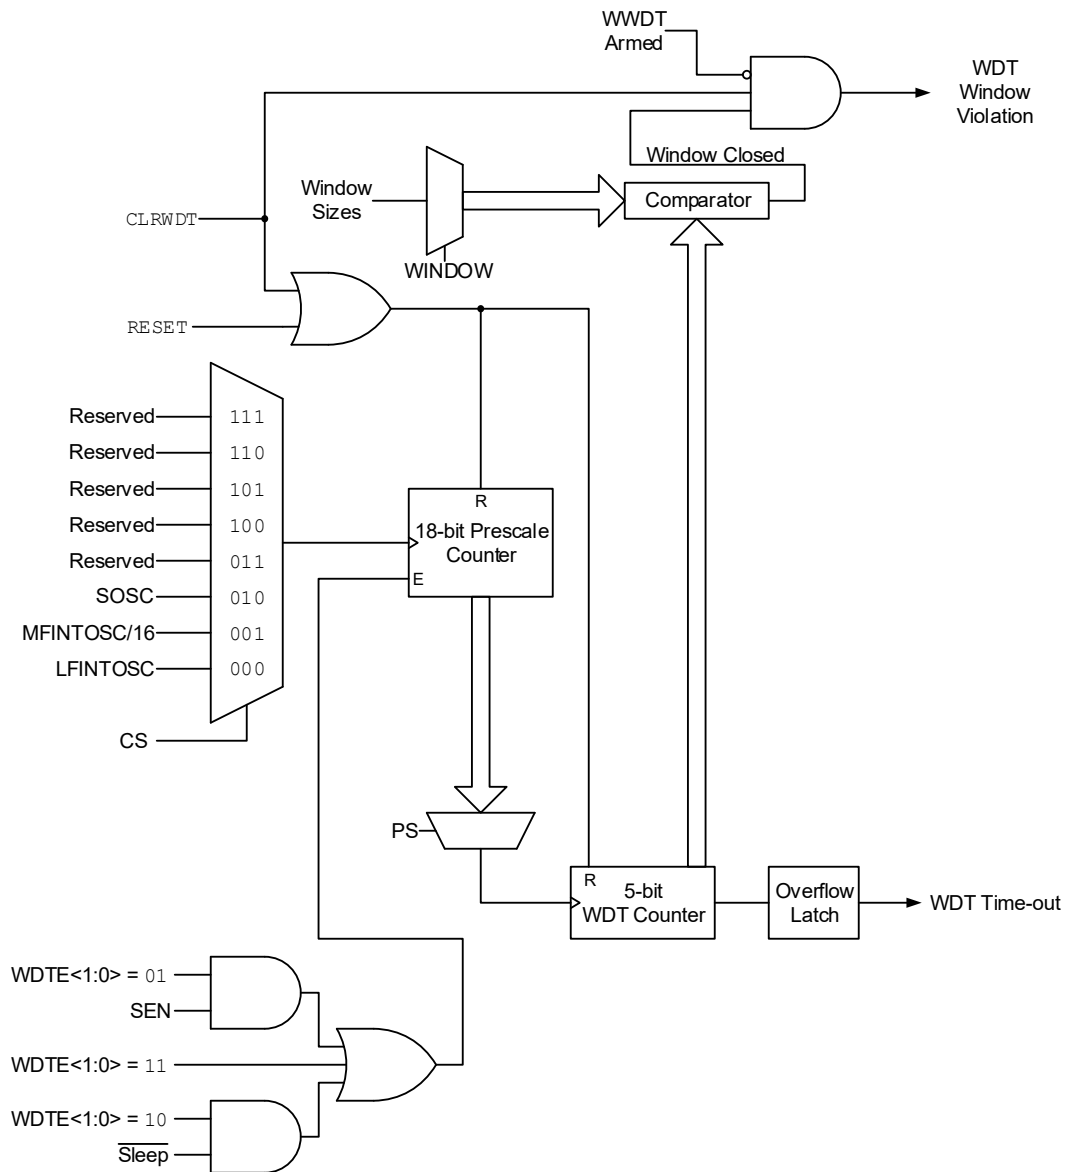 WWDT
Armed
WDT
Window
Violation
Window Closed
Window
Sizes
Comparator
CLRWDT
WINDOW
RESET
Reserved 111
Reserved 110
Reserved 101
Reserved 100
Reserved 011
SOSC 010
MFINTOSC/16 001
LFINTOSC 000
CS
R
18-bit Prescale
Counter
E
PS
R
5-bit
WDT Counter
Overflow
Latch
WDT Time-out
WDTE<1:0> = 01
SEN
WDTE<1:0> = 11
WDTE<1:0> = 10
Sleep